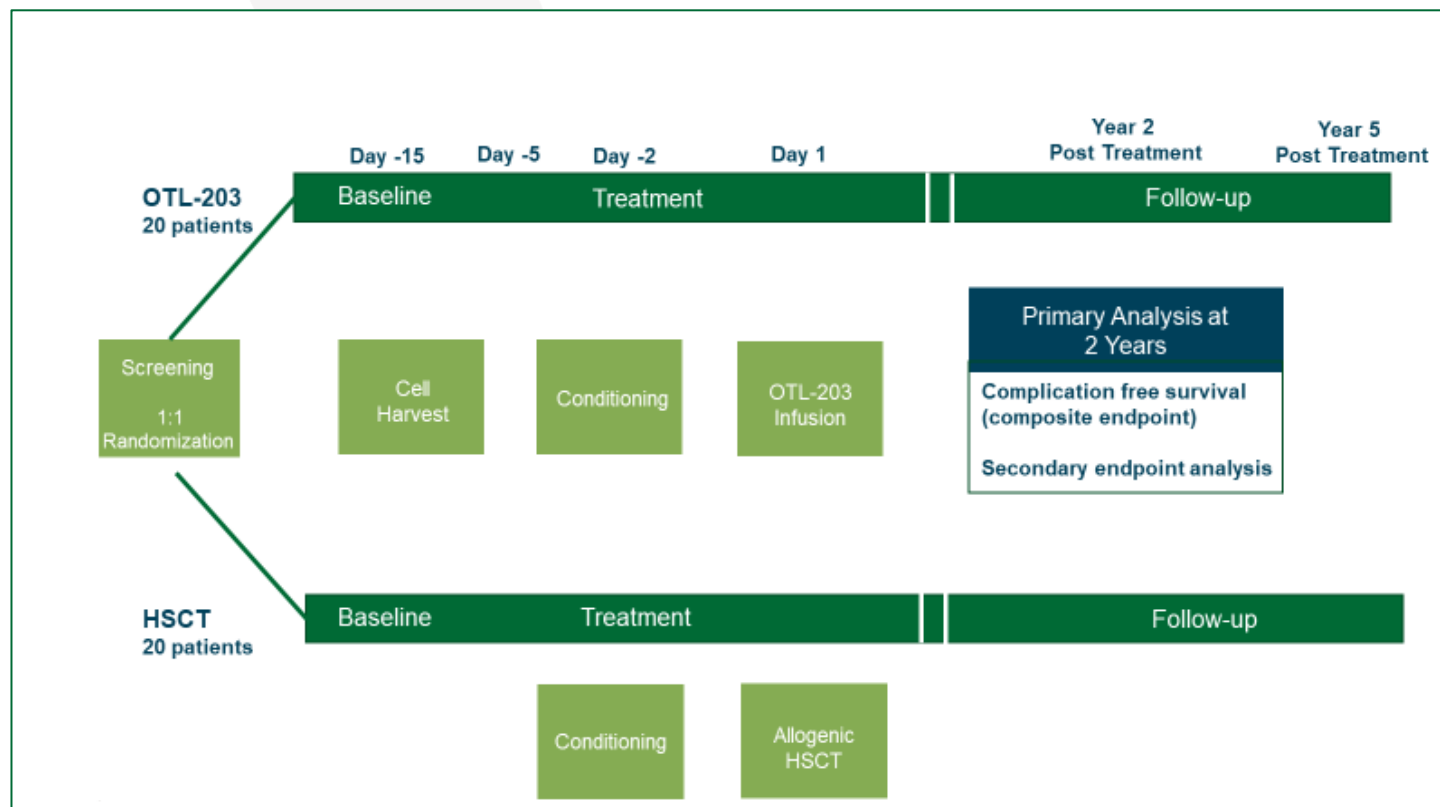 Year 2
Post Treatment
Year 5
Post Treatment
Day -15
Day -5
Day -2
Day 1
OTL-203
20 patients
Baseline
Treatment
Follow-up
Screening
1:1
Randomization
Cell
Harvest
Conditioning
OTL-203
Infusion
Primary Analysis at
2 Years
Complication free survival
(composite endpoint)
Secondary endpoint analysis
HSCT
20 patients
Baseline
Treatment
Follow-up
Conditioning
Allogenic
HSCT